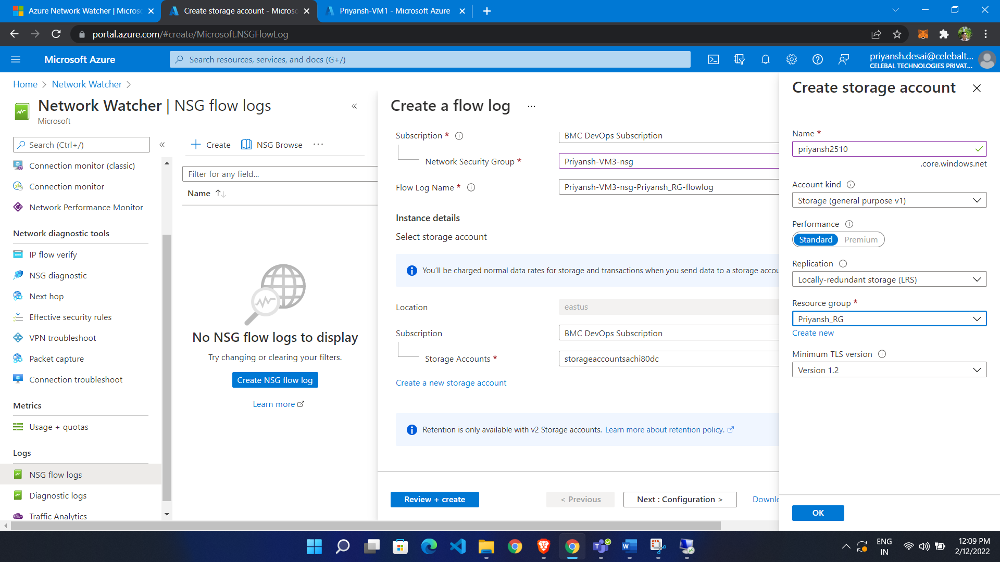 Azure Network Watcher | Micros
Create storage account - Micros
Priyansh-VM1 - Microsoft Azure
portal.azure.com/#create/Microsoft.NSGFlowLog
Microsoft Azure
Search resources, services, and docs (G+/)
priyansh.desai@celebalt...
CELEBAL TECHNOLOGIES PRIVAT...
Home > Network Watcher >
Network Watcher | NSG flow logs
Microsoft
Search (Ctrl+/)
Connection monitor (classic)
Connection monitor
Network Performance Monitor
Network diagnostic tools
IP flow verify
NSG diagnostic
Next hop
Effective security rules
VPN troubleshoot
Packet capture
Connection troubleshoot
Metrics
Usage + quotas
Logs
NSG flow logs
Diagnostic logs
Traffic Analytics
Create
NSG Browse
Filter for any field...
Name
No NSG flow logs to display
Try changing or clearing your filters.
Create NSG flow log
Learn more
Create a flow log
Subscription *
BMC DevOps Subscription
Network Security Group *
Priyansh-VM3-nsg
Flow Log Name *
Priyansh-VM3-nsg-Priyansh_RG-flowlog
Instance details
Select storage account
You'll be charged normal data rates for storage and transactions when you send data to a storage accou
Location
eastus
Subscription
BMC DevOps Subscription
Storage Accounts *
storageaccountsachi80dc
Create a new storage account
Retention is only available with v2 Storage accounts. Learn more about retention policy.
Review + create
< Previous
Next : Configuration >
Downlo
Create storage account
Name *
priyansh2510
.core.windows.net
Account kind
Storage (general purpose v1)
Performance
Standard
Premium
Replication
Locally-redundant storage (LRS)
Resource group *
Priyansh_RG
Create new
Minimum TLS version
Version 1.2
OK
ENG
IN
12:09 PM
2/12/2022